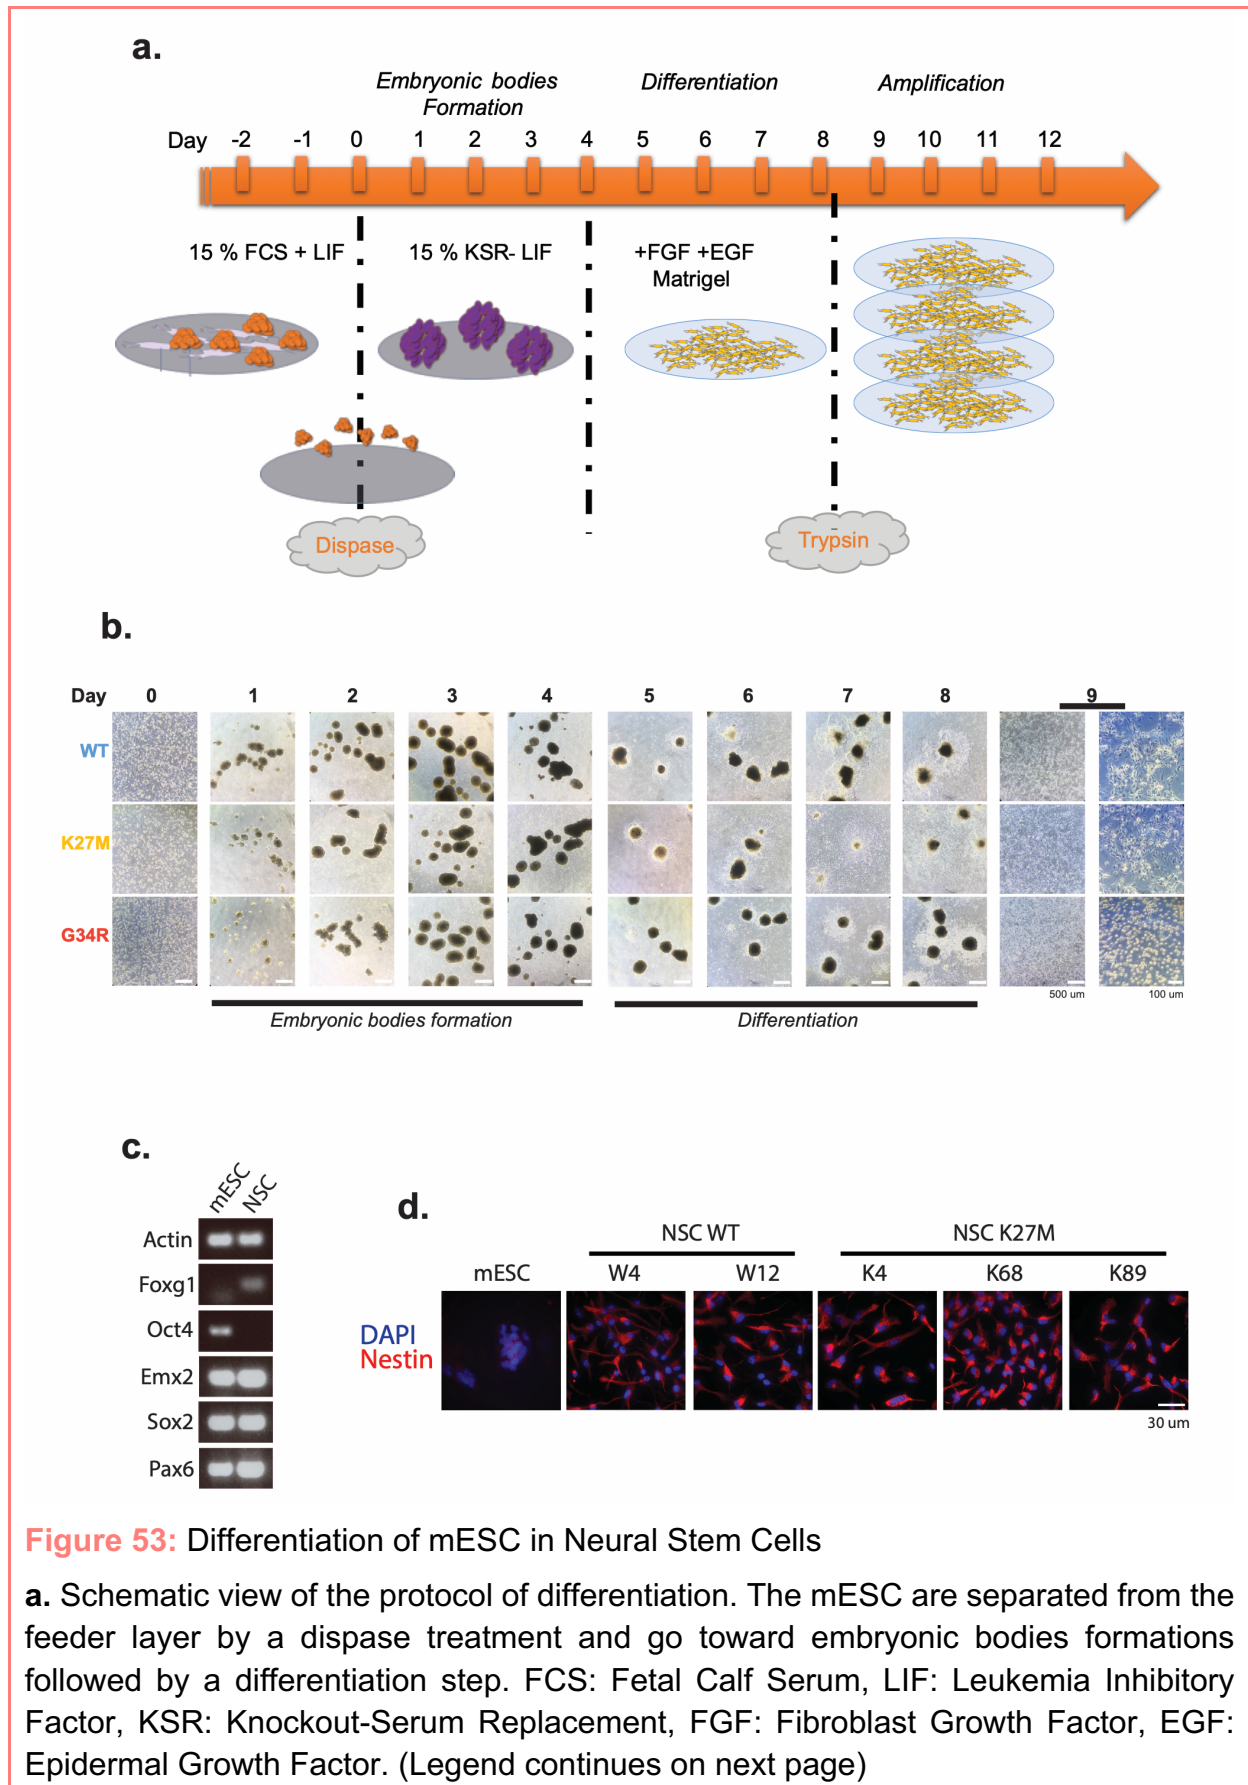 a.
Embryonic bodies Formation
Differentiation
Amplification
Day -2 -1 0 1 2 3 4 5 6 7 8 9 10 11 12
15 % FCS + LIF
15 % KSR- LIF
+FGF +EGF
Matrigel
Dispase
Trypsin
b.
Day 0 1 2 3 4 5 6 7 8 9
WT
K27M
G34R
500 um
100 um
Embryonic bodies formation
Differentiation
c.
mESC
NSC
Actin
Foxg1
Oct4
Emx2
Sox2
Pax6
d.
NSC WT
NSC K27M
mESC
W4
W12
K4
K68
K89
DAPI
Nestin
30 um
Figure 53: Differentiation of mESC in Neural Stem Cells
a. Schematic view of the protocol of differentiation. The mESC are separated from the
feeder layer by a dispase treatment and go toward embryonic bodies formations
followed by a differentiation step. FCS: Fetal Calf Serum, LIF: Leukemia Inhibitory
Factor, KSR: Knockout-Serum Replacement, FGF: Fibroblast Growth Factor, EGF:
Epidermal Growth Factor. (Legend continues on next page)